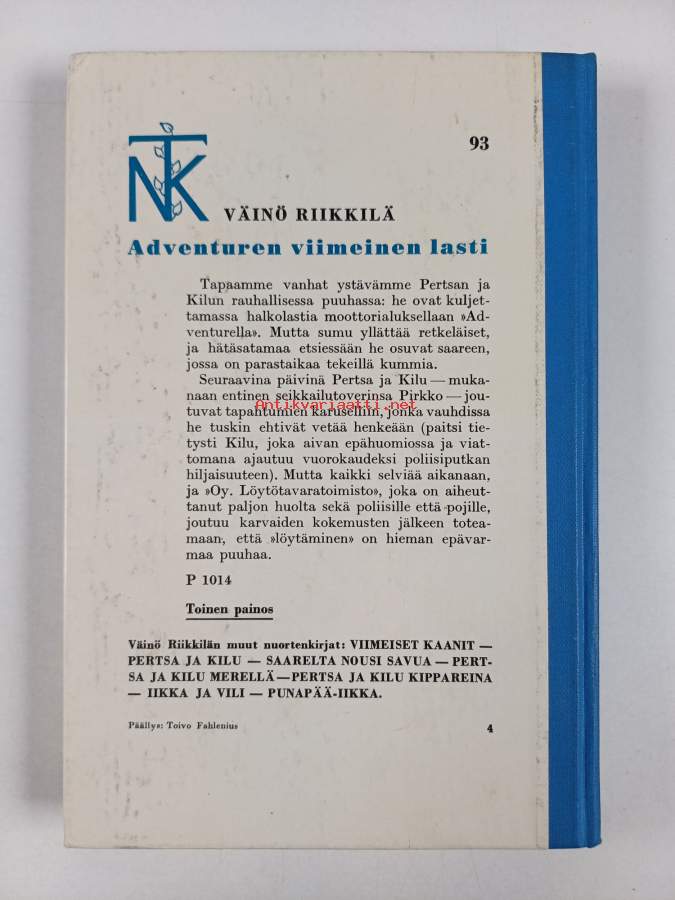 93
NTK
VÄINÖ RIIKKILÄ
Adventuren viimeinen lasti
Tapaamme vanhat ystävämme Pertsan ja
Kilun rauhallisessa puuhassa: he ovat kuljet-
tamassa halkolastia moottorialuksellaan »Ad-
venturella». Mutta sumu yllättää retkeläiset,
ja hätäsatamaa etsiessään he osuvat saareen,
jossa on parastaikaa tekeillä kummia.
Seuraavina päivinä Pertsa ja Kilu — muka-
naan entinen seikkailutoverinsa Pirkko — jou-
Antikvariaatti.net
tuvat tapahtumien karuselliin, jonka vauhdissa
he tuskin ehtivät vetää henkeään (paitsi tie-
tysti Kilu, joka aivan epähuomiossa ja viat-
tomana ajautuu vuorokaudeksi poliisiputkan
hiljaisuuteen). Mutta kaikki selviää aikanaan,
ja »Oy. Löytötavaratoimisto», joka on aiheut-
tanut paljon huolta sekä poliisille että pojille,
joutuu karvaiden kokemusten jälkeen totea-
maan, että »löytäminen» on hieman epävar-
maa puuhaa.
P 1014
Toinen painos
Väinö Riikkilän muut nuortenkirjat: VIIMEISET KAANIT —
PERTSA JA KILU — SAARELTA NOUSI SAVUA — PERT-
SA JA KILU MERELLÄ — PERTSA JA KILU KIPPAREINA
— IIKKA JA VILI — PUNAPÄÄ-IIKKA.
Päällys: Toivo Fahlenius
4